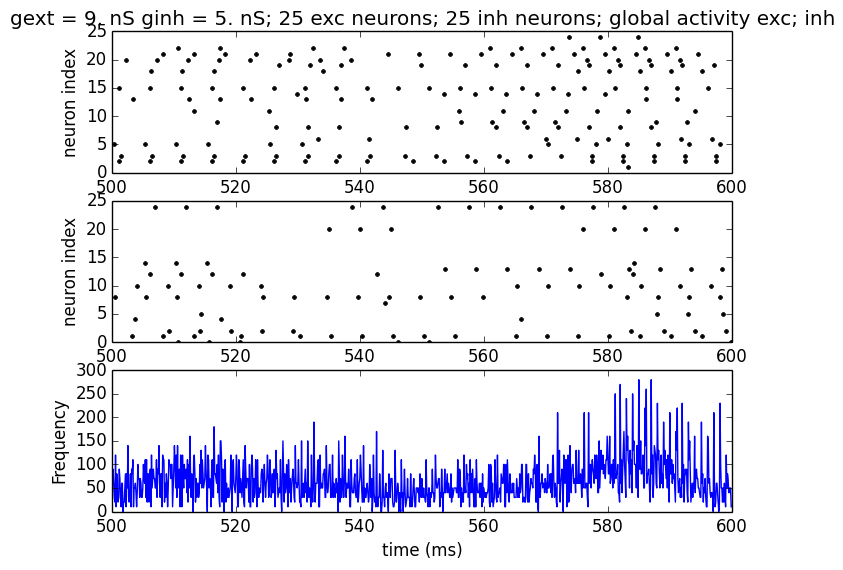 gext = 9. nS ginh = 5. nS; 25 exc neurons; 25 inh neurons; global activity exc; inh
25
20
15
10
5
0
neuron index
500 520 540 560 580 600
25
20
15
10
5
0
neuron index
500 520 540 560 580 600
300
250
200
150
100
50
0
Frequency
500 520 540 560 580 600
time (ms)